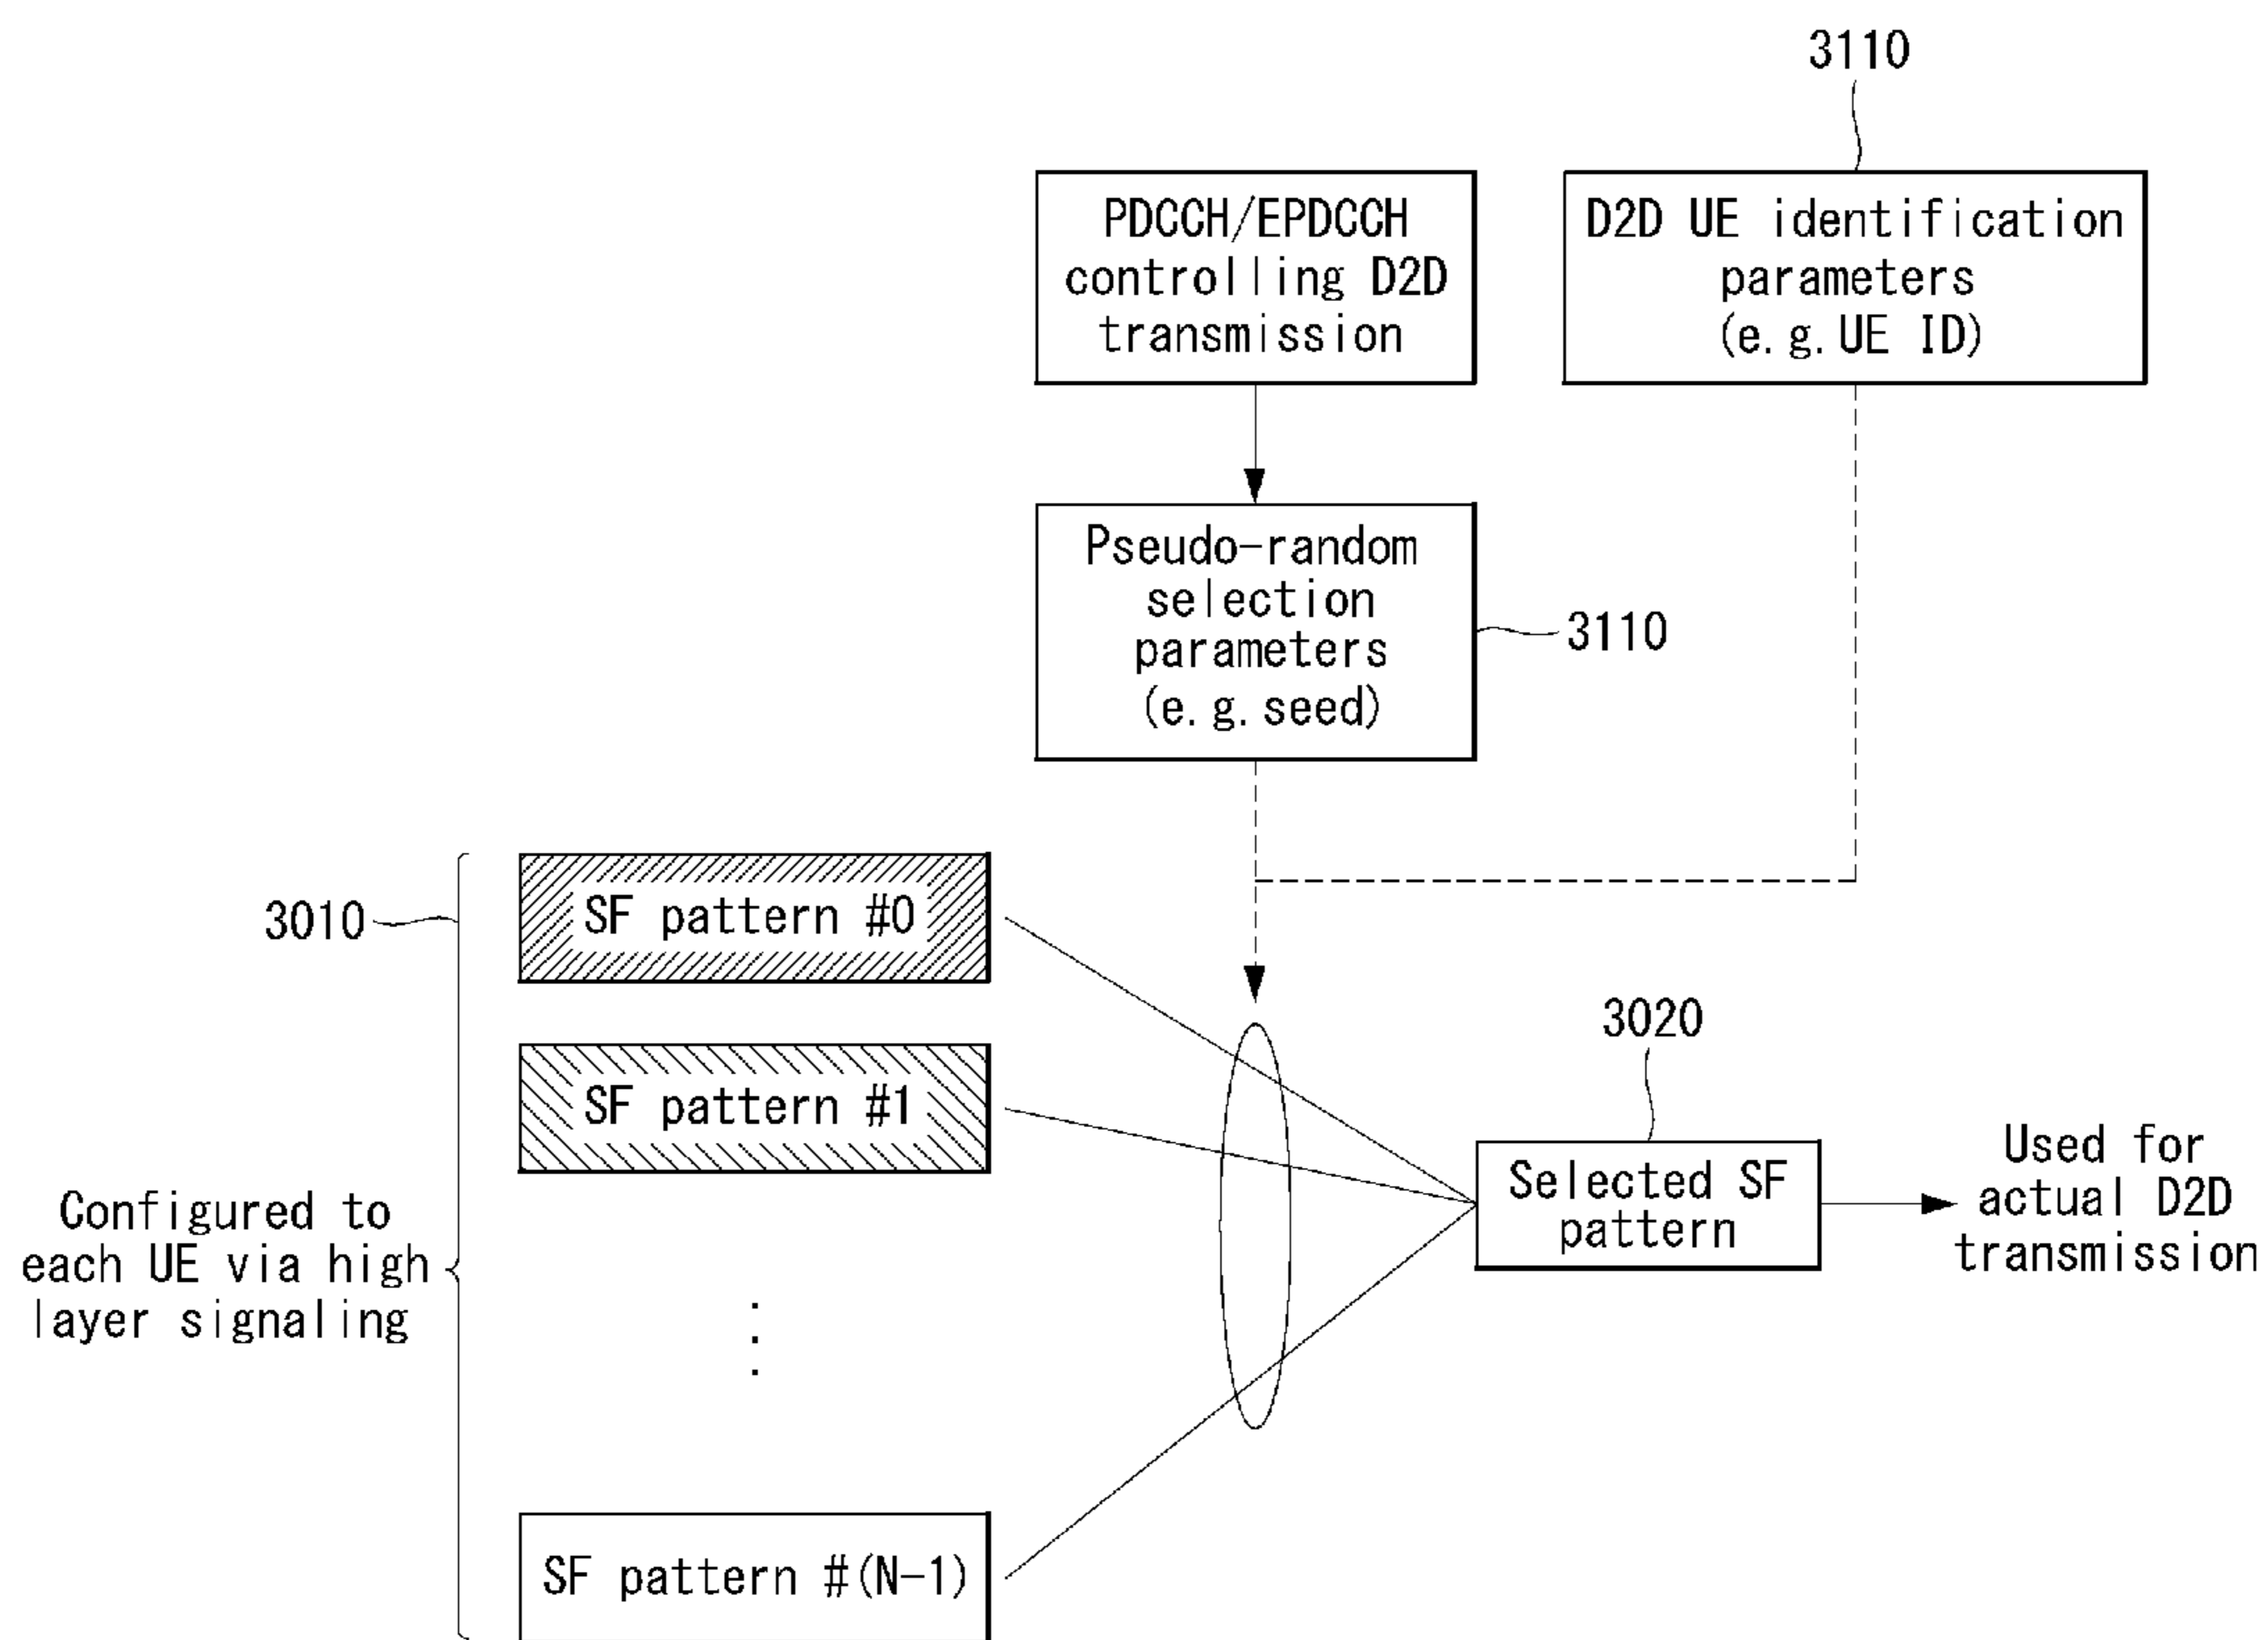 3110
PDCCH/EPDCCH
controlling D2D
transmission
D2D UE identification
parameters
(e.g.UE ID)
Pseudo-random
selection
parameters
(e.g.seed)
3110
3010
SF pattern #0
SF pattern #1
3020
Configured to
each UE via high
layer signaling
Selected SF
pattern
Used for
actual D2D
transmission
SF pattern #(N-1)